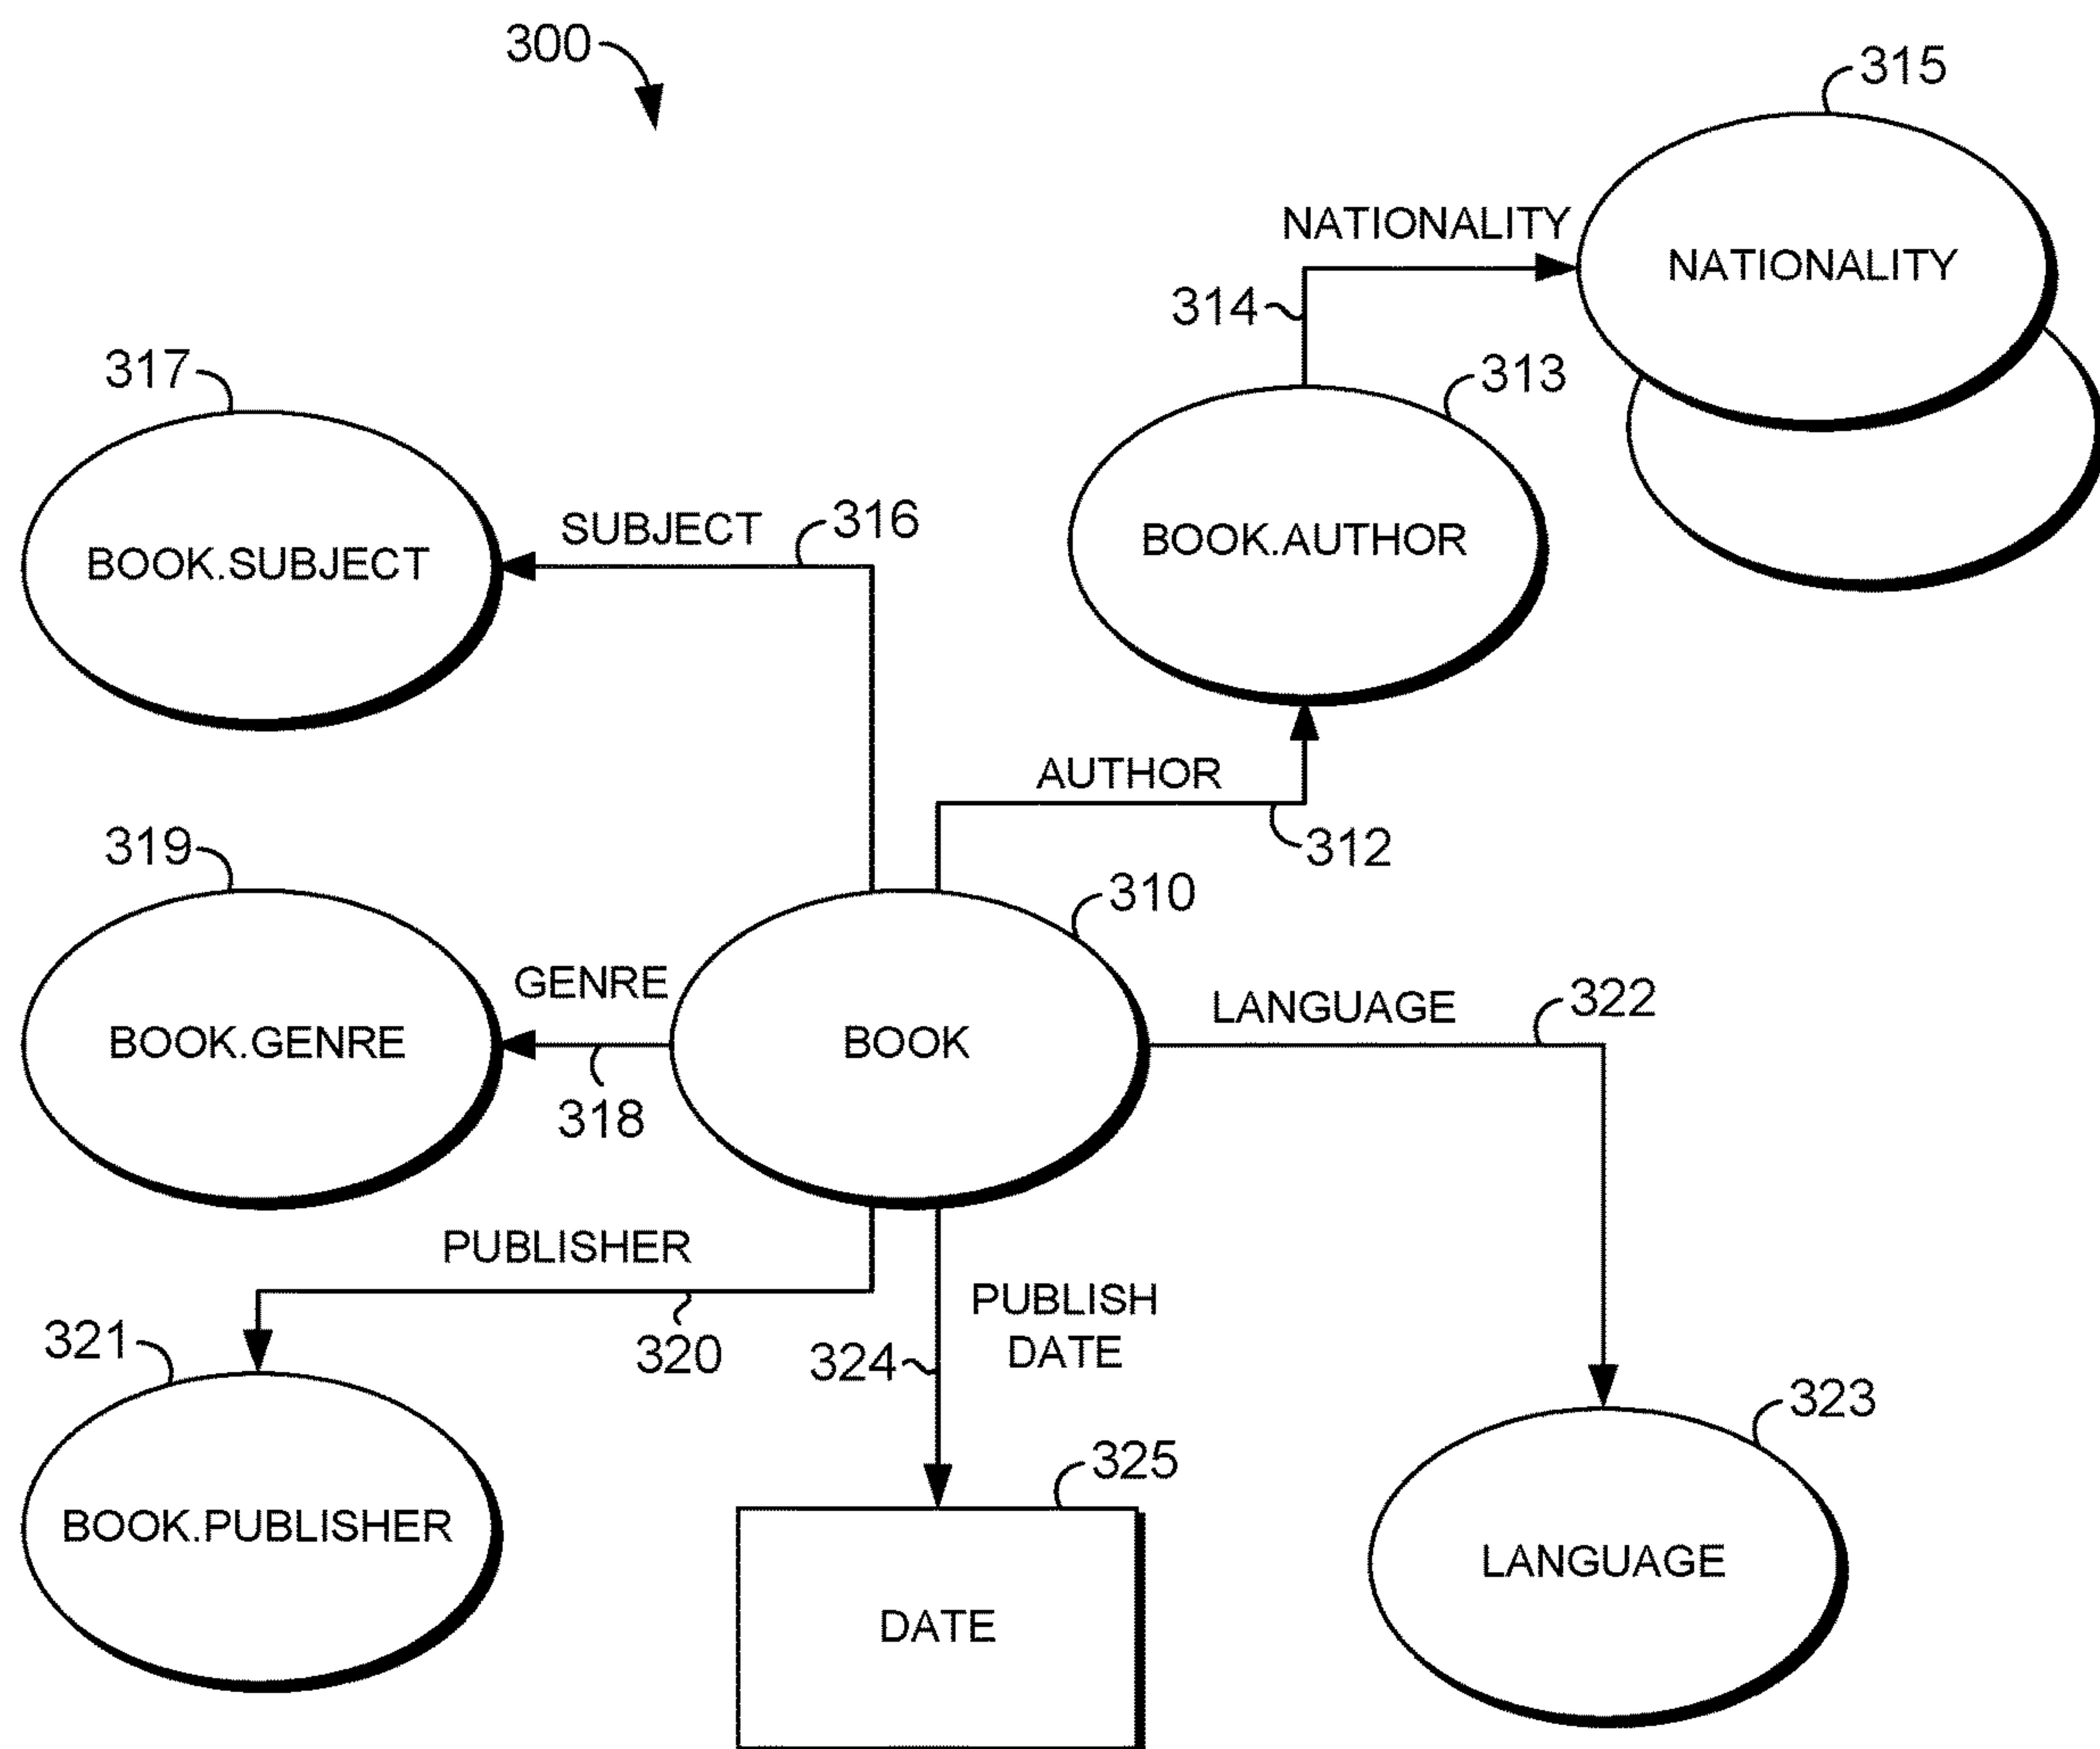 300
315
NATIONALITY
NATIONALITY
314
317
313
SUBJECT
316
BOOK.AUTHOR
BOOK.SUBJECT
AUTHOR
319
312
310
GENRE
LANGUAGE
322
BOOK.GENRE
BOOK
318
PUBLISHER
PUBLISH
DATE
321
320
324
323
325
BOOK.PUBLISHER
LANGUAGE
DATE